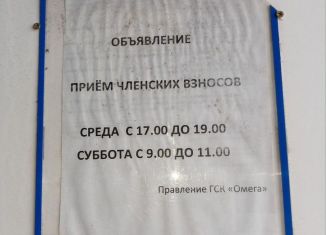 ОБЪЯВЛЕНИЕ
ПРИЁМ ЧЛЕНСКИХ ВЗНОСОВ
СРЕДА С 17.00 ДО 19.00
СУББОТА С 9.00 ДО 11.00
Правление ГСК «Омега»